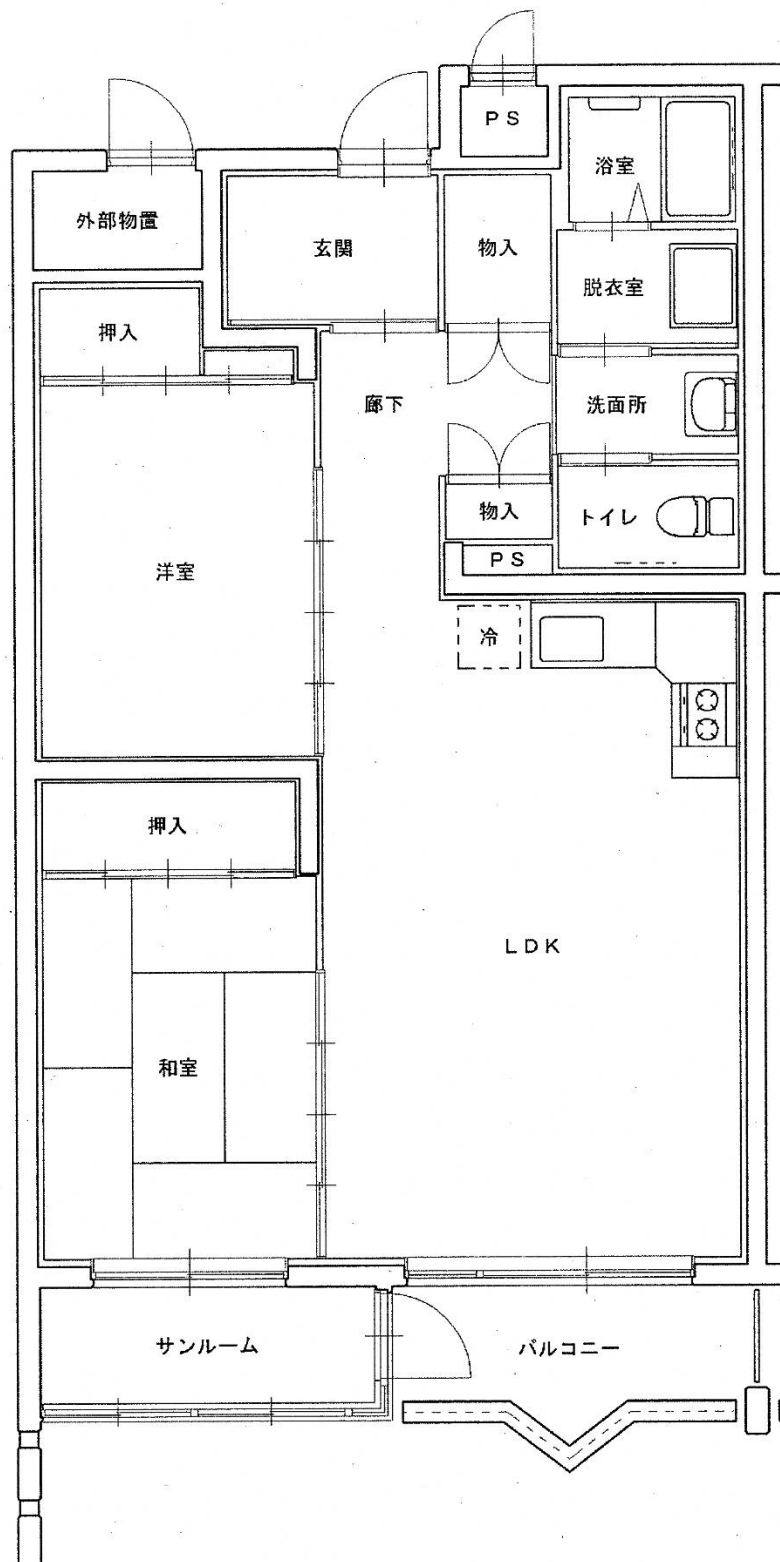 PS
浴室
外部物置
玄関
物入
脱衣室
押入
廊下
洗面所
物入
トイレ
PS
洋室
冷
押入
LDK
和室
サンルーム
バルコニー